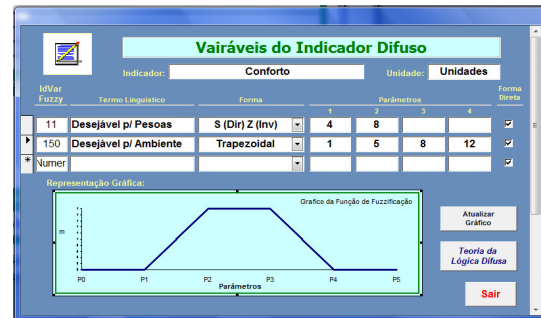 Vairáveis do Indicador Difuso
Indicador: Conforto Unidade: Unidades
IdVar Fuzzy Termo Linguistico Forma Parâmetros Forma Direta
1 2 3 4
11 Desejável p/ Pesoas S (Dir) Z (Inv) 4 8
150 Desejável p/ Ambiente Trapezoidal 1 5 8 12
Numer
Representação Gráfica:
Grafico da Função de Fuzzificação
m
P0 P1 P2 P3 P4 P5
Parâmetros
Atualizar
Gráfico
Teoria da
Lógica Difusa
Sair